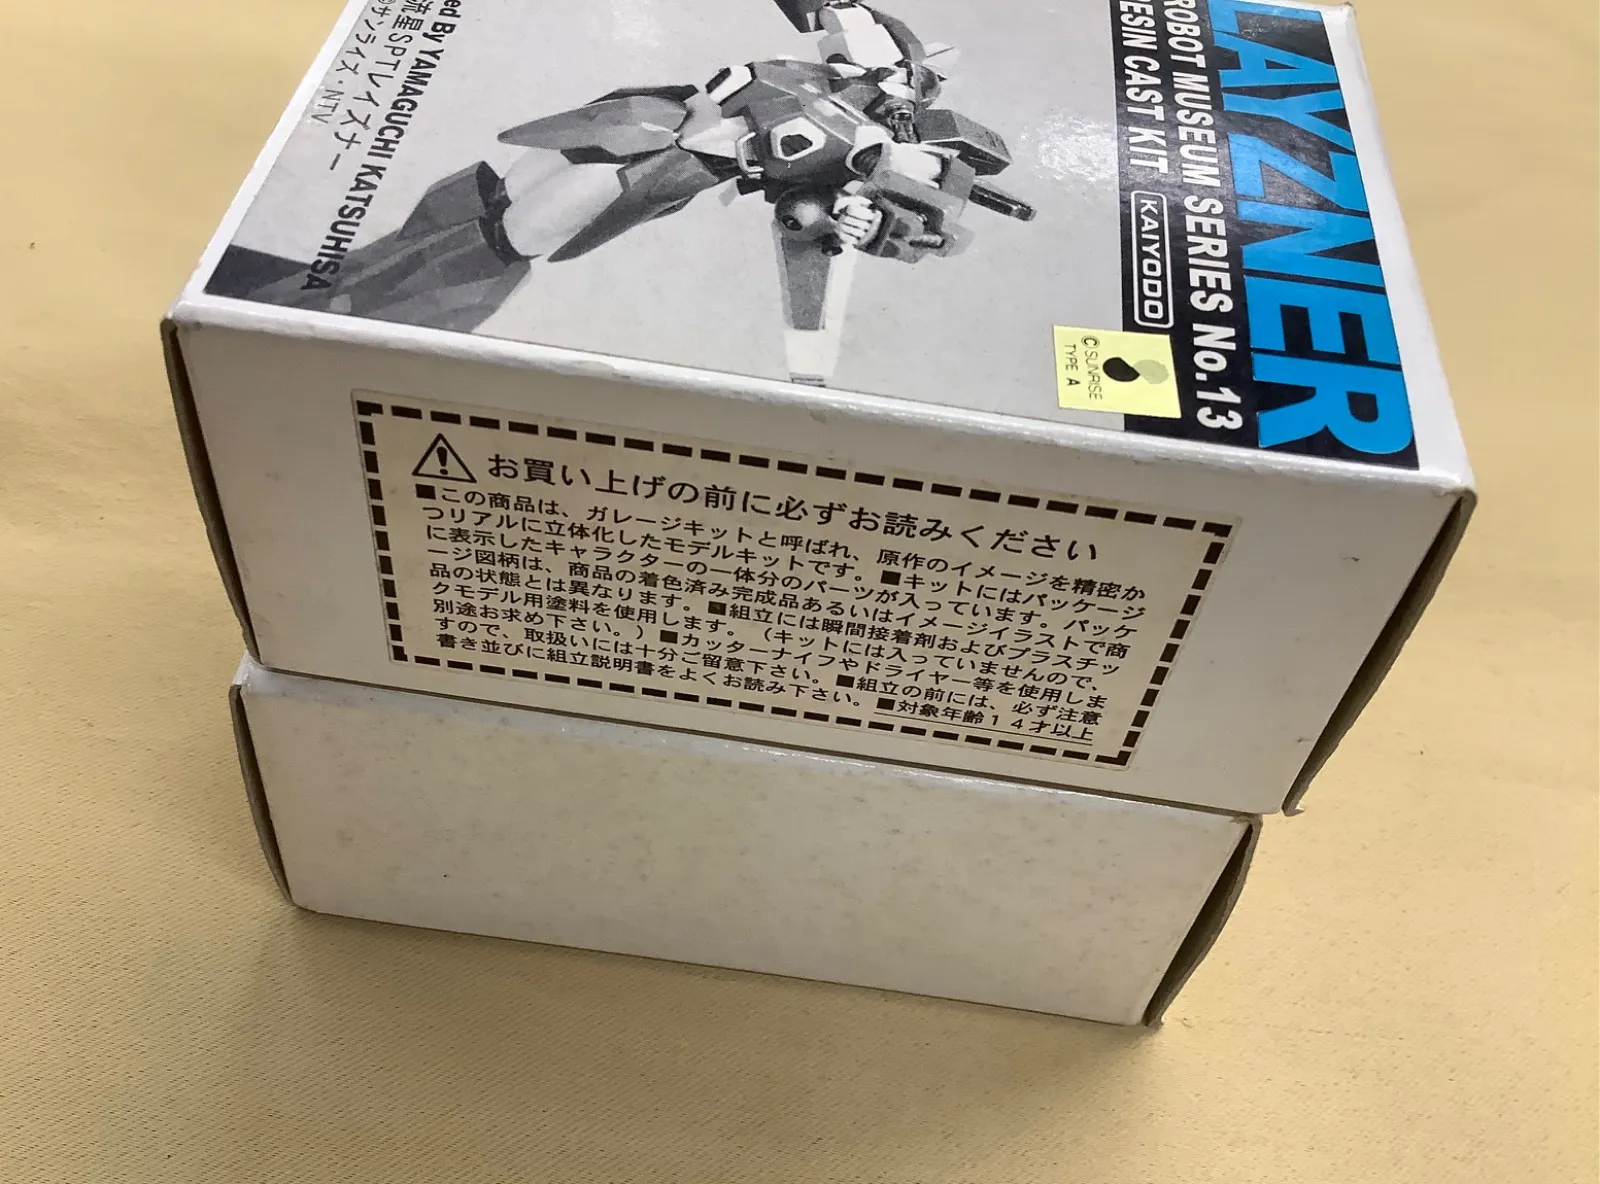 LAYZNER
ROBOT MUSEUM SERIES No.13
RESIN CAST KIT KAIYODO
©SUNRISE
TYPE A
By YAMAGUCHI KATSUHISA
流星SPTレイズナー
©サンライズ・NTV
お買い上げの前に必ずお読みください
■この商品は、ガレージキットと呼ばれ、原作のイメージを精密か
つリアルに立体化したモデルキットです。■キットにはパッケージ
に表示したキャラクターの一体分のパーツが入っています。パッケ
ージ図柄は、商品の着色済み完成品あるいはイメージイラストで商
品の状態とは異なります。■組立には瞬間接着剤およびプラスチッ
クモデル用塗料を使用します。（キットには入っていませんので、
別途お求め下さい。）■カッターナイフやドライヤー等を使用しま
すので、取扱いには十分ご留意下さい。■組立の前には、必ず注意
書き並びに組立説明書をよくお読み下さい。■対象年齢１４才以上